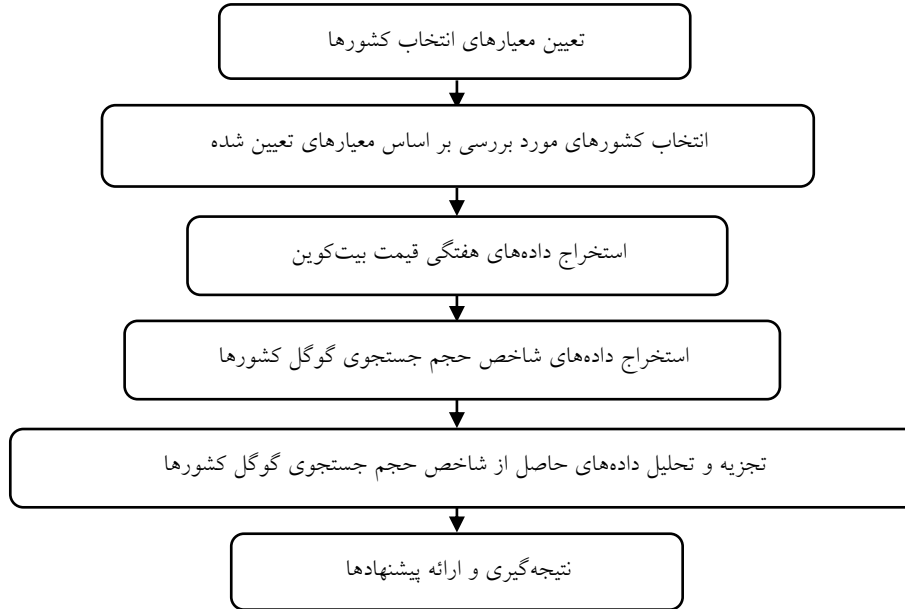 تعیین معیارهای انتخاب کشورها
انتخاب کشورهای مورد بررسی بر اساس معیارهای تعیین شده
استخراج داده‌های هفتگی قیمت بیت‌کوین
استخراج داده‌های شاخص حجم جستجوی گوگل کشورها
تجزیه و تحلیل داده‌های حاصل از شاخص حجم جستجوی گوگل کشورها
نتیجه‌گیری و ارائه پیشنهادها